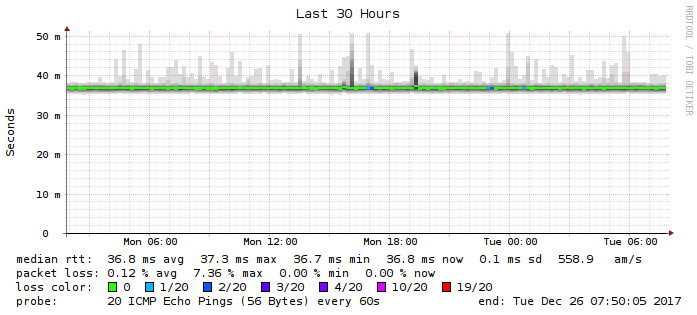 Last 30 Hours
RRDTOOL / TOBI OETIKER
Seconds
50 m
40 m
30 m
20 m
10 m
0
Mon 06:00 Mon 12:00 Mon 18:00 Tue 00:00 Tue 06:00
median rtt: 36.8 ms avg 37.3 ms max 36.7 ms min 36.8 ms now 0.1 ms sd 558.9 am/s
packet loss: 0.12 % avg 7.36 % max 0.00 % min 0.00 % now
loss color: 0 1/20 2/20 3/20 4/20 10/20 19/20
probe: 20 ICMP Echo Pings (56 Bytes) every 60s end: Tue Dec 26 07:50:05 2017